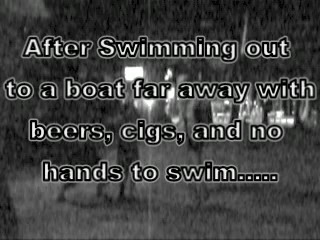 After Swimming out
to a boat far away with
beers, cigs, and no
hands to swim.....